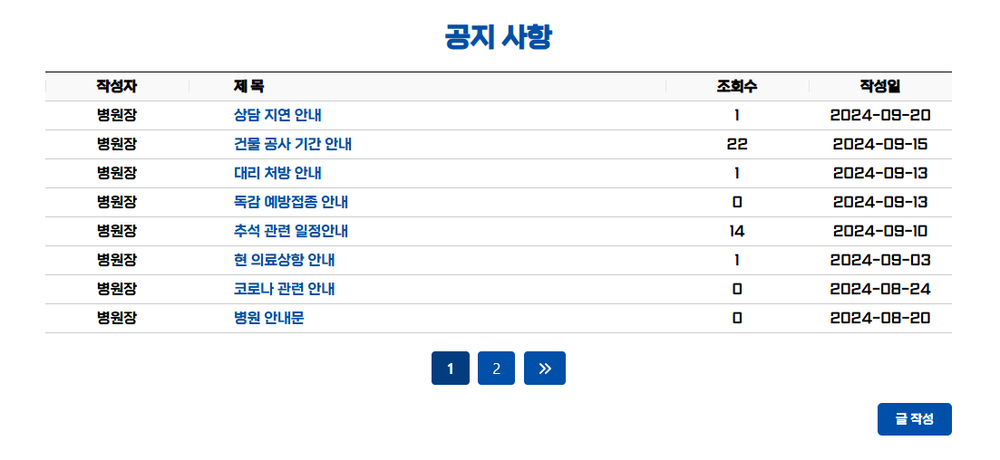 공지 사항
작성자 제 목 조회수 작성일
병원장 상담 지연 안내 1 2024-09-20
병원장 건물 공사 기간 안내 22 2024-09-15
병원장 대리 처방 안내 1 2024-09-13
병원장 독감 예방접종 안내 0 2024-09-13
병원장 추석 관련 일정안내 14 2024-09-10
병원장 현 의료상항 안내 1 2024-09-03
병원장 코로나 관련 안내 0 2024-08-24
병원장 병원 안내문 0 2024-08-20
1 2 »
글 작성